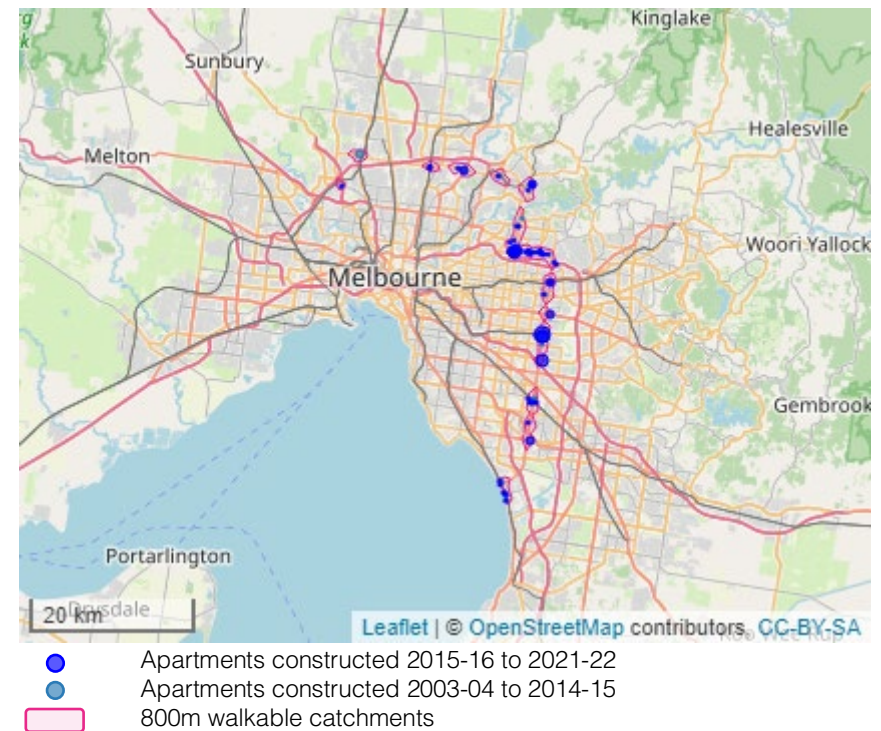 Kinglake
Sunbury
Healesville
Melton
Woori Yallock
Melbourne
Gembrook
Portarlington
20 km
Drysdale
Leaflet | © OpenStreetMap contributors, CC-BY-SA
Apartments constructed 2015-16 to 2021-22
Apartments constructed 2003-04 to 2014-15
800m walkable catchments